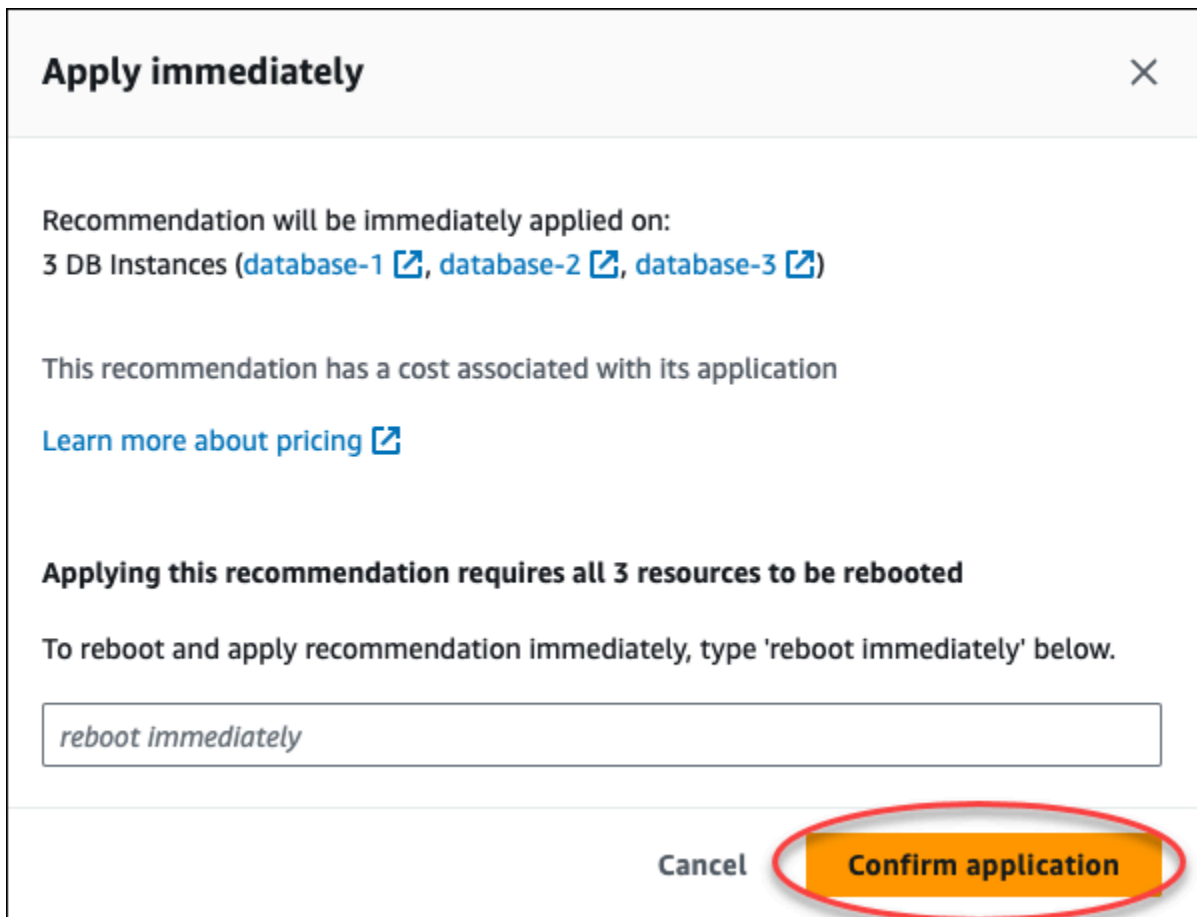 Apply immediately
Recommendation will be immediately applied on:
3 DB Instances (database-1, database-2, database-3)
This recommendation has a cost associated with its application
Learn more about pricing
Applying this recommendation requires all 3 resources to be rebooted
To reboot and apply recommendation immediately, type 'reboot immediately' below.
reboot immediately
Cancel Confirm application